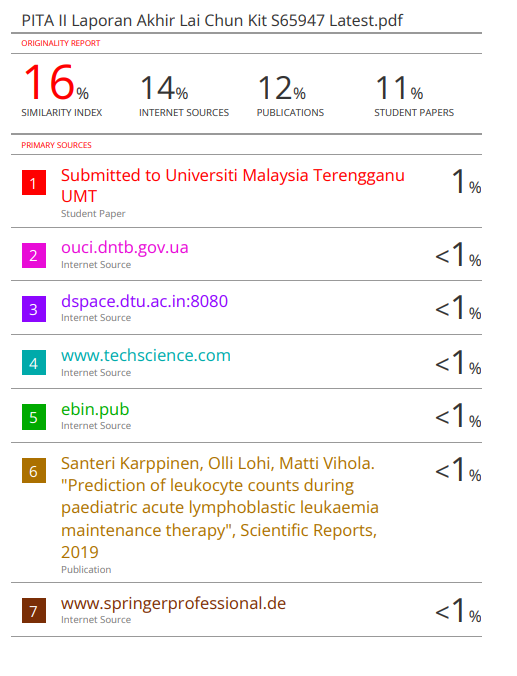 PITA II Laporan Akhir Lai Chun Kit S65947 Latest.pdf
ORIGINALITY REPORT
16%
SIMILARITY INDEX
14%
INTERNET SOURCES
12%
PUBLICATIONS
11%
STUDENT PAPERS
PRIMARY SOURCES
1
Submitted to Universiti Malaysia Terengganu
UMT
Student Paper
1%
2
ouci.dntb.gov.ua
Internet Source
<1%
3
dspace.dtu.ac.in:8080
Internet Source
<1%
4
www.techscience.com
Internet Source
<1%
5
ebin.pub
Internet Source
<1%
6
Santeri Karppinen, Olli Lohi, Matti Vihola.
"Prediction of leukocyte counts during
paediatric acute lymphoblastic leukaemia
maintenance therapy", Scientific Reports,
2019
Publication
<1%
7
www.springerprofessional.de
Internet Source
<1%